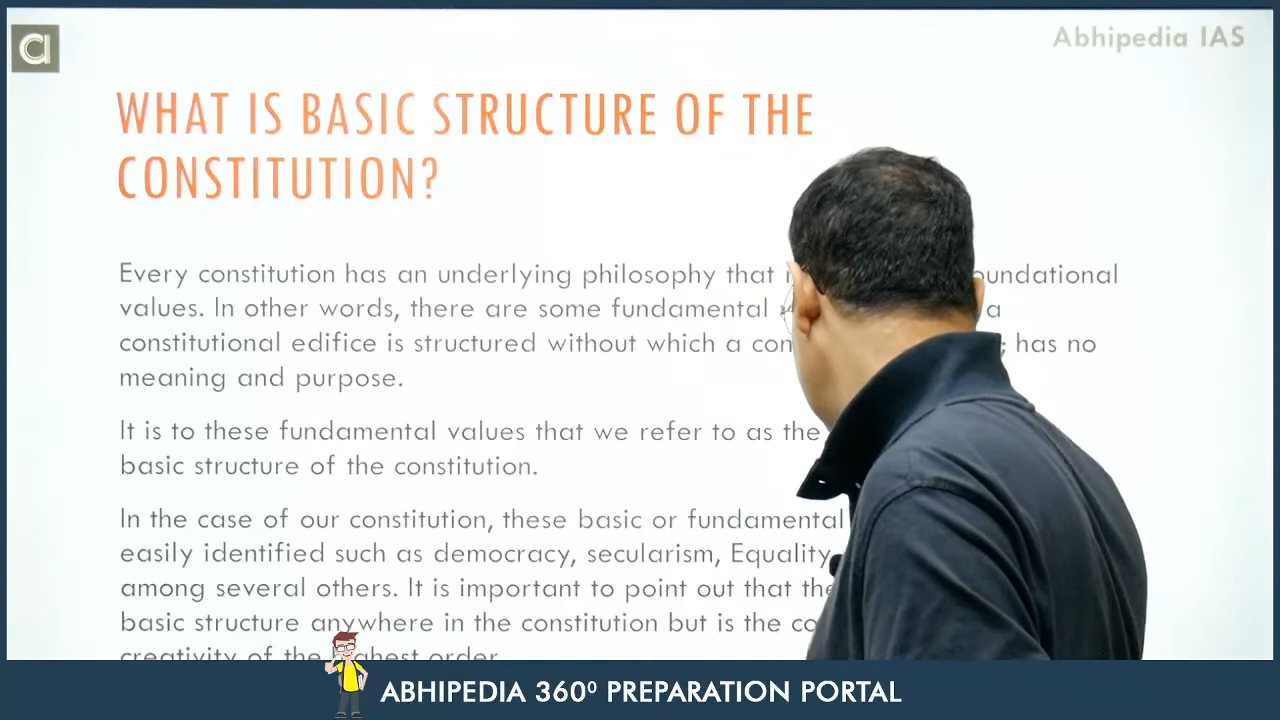 Abhipedia IAS
WHAT IS BASIC STRUCTURE OF THE
CONSTITUTION?
Every constitution has an underlying philosophy that
values. In other words, there are some fundamental a
constitutional edifice is structured without which a has no
meaning and purpose.
It is to these fundamental values that we refer to as the
basic structure of the constitution.
In the case of our constitution, these basic or fundamental
easily identified such as democracy, secularism, Equality
among several others. It is important to point out that
basic structure anywhere in the constitution but is the
creativity of the highest order.
ABHIPEDIA 360⁰ PREPARATION PORTAL